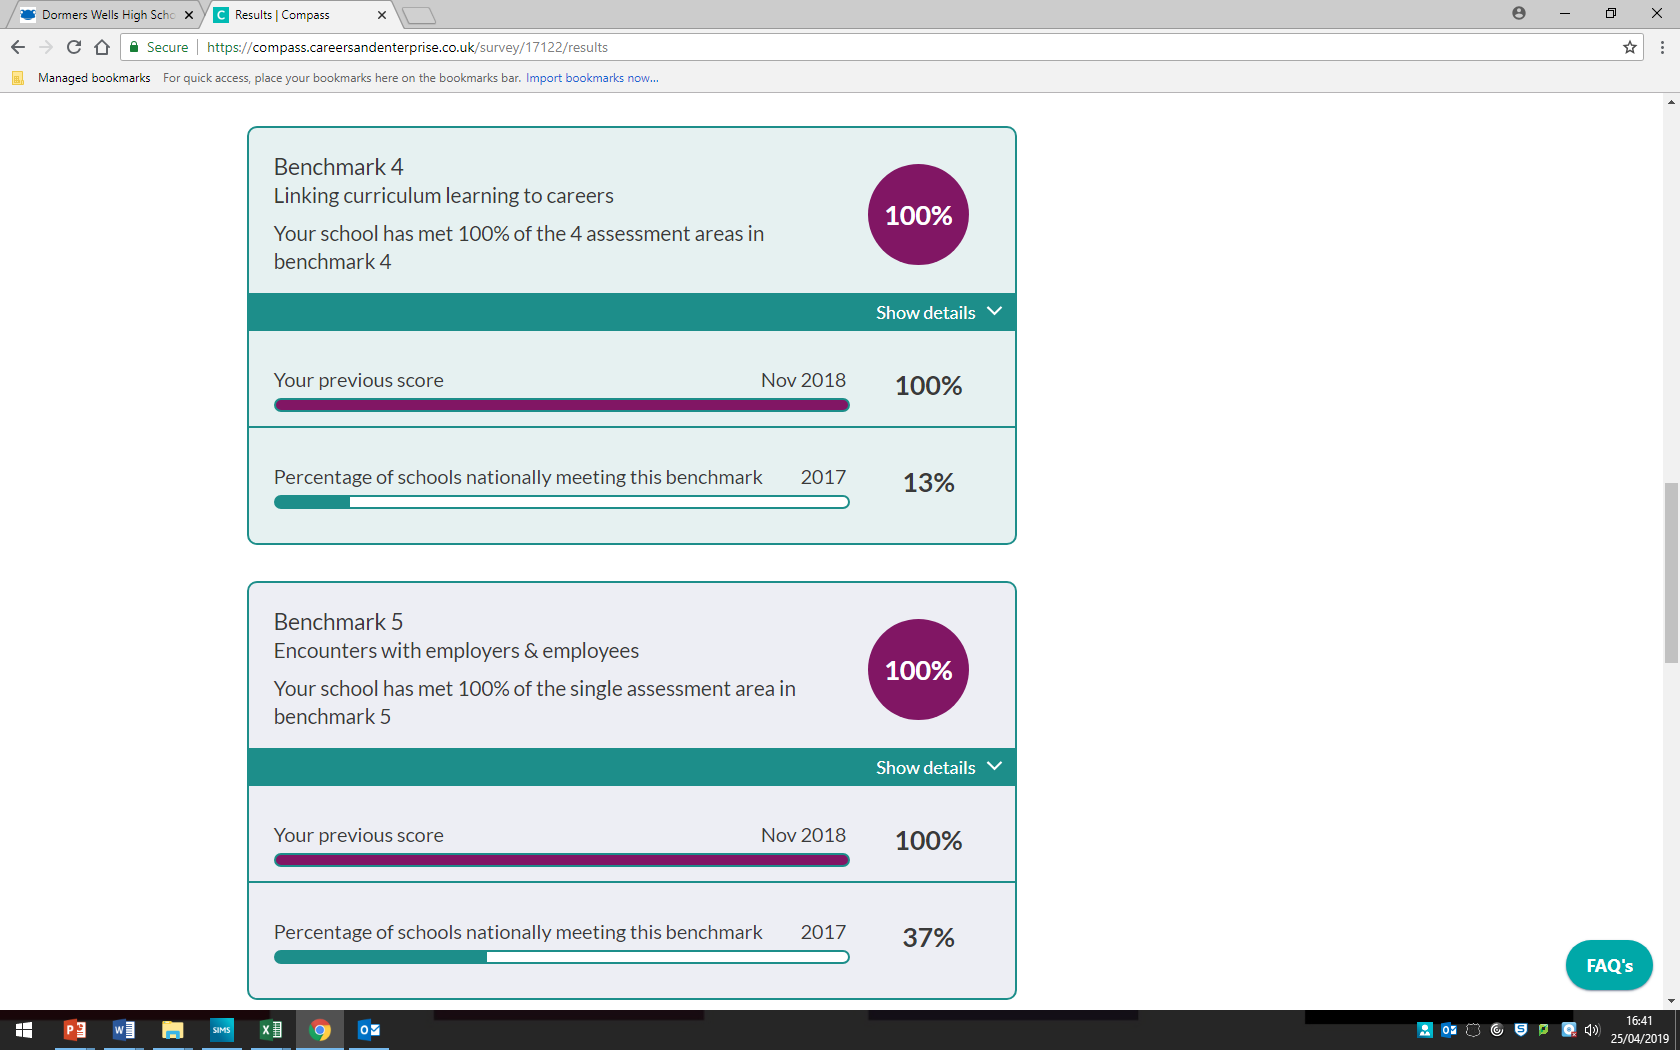 Dormers Wells High Scho
Results | Compass
Secure https://compass.careersandenterprise.co.uk/survey/17122/results
Managed bookmarks For quick access, place your bookmarks here on the bookmarks bar. Import bookmarks now...
Benchmark 4
Linking curriculum learning to careers
Your school has met 100% of the 4 assessment areas in
benchmark 4
100%
Show details
Your previous score Nov 2018 100%
Percentage of schools nationally meeting this benchmark 2017 13%
Benchmark 5
Encounters with employers & employees
Your school has met 100% of the single assessment area in
benchmark 5
100%
Show details
Your previous score Nov 2018 100%
Percentage of schools nationally meeting this benchmark 2017 37%
FAQ's
SIMS
16:41
25/04/2019